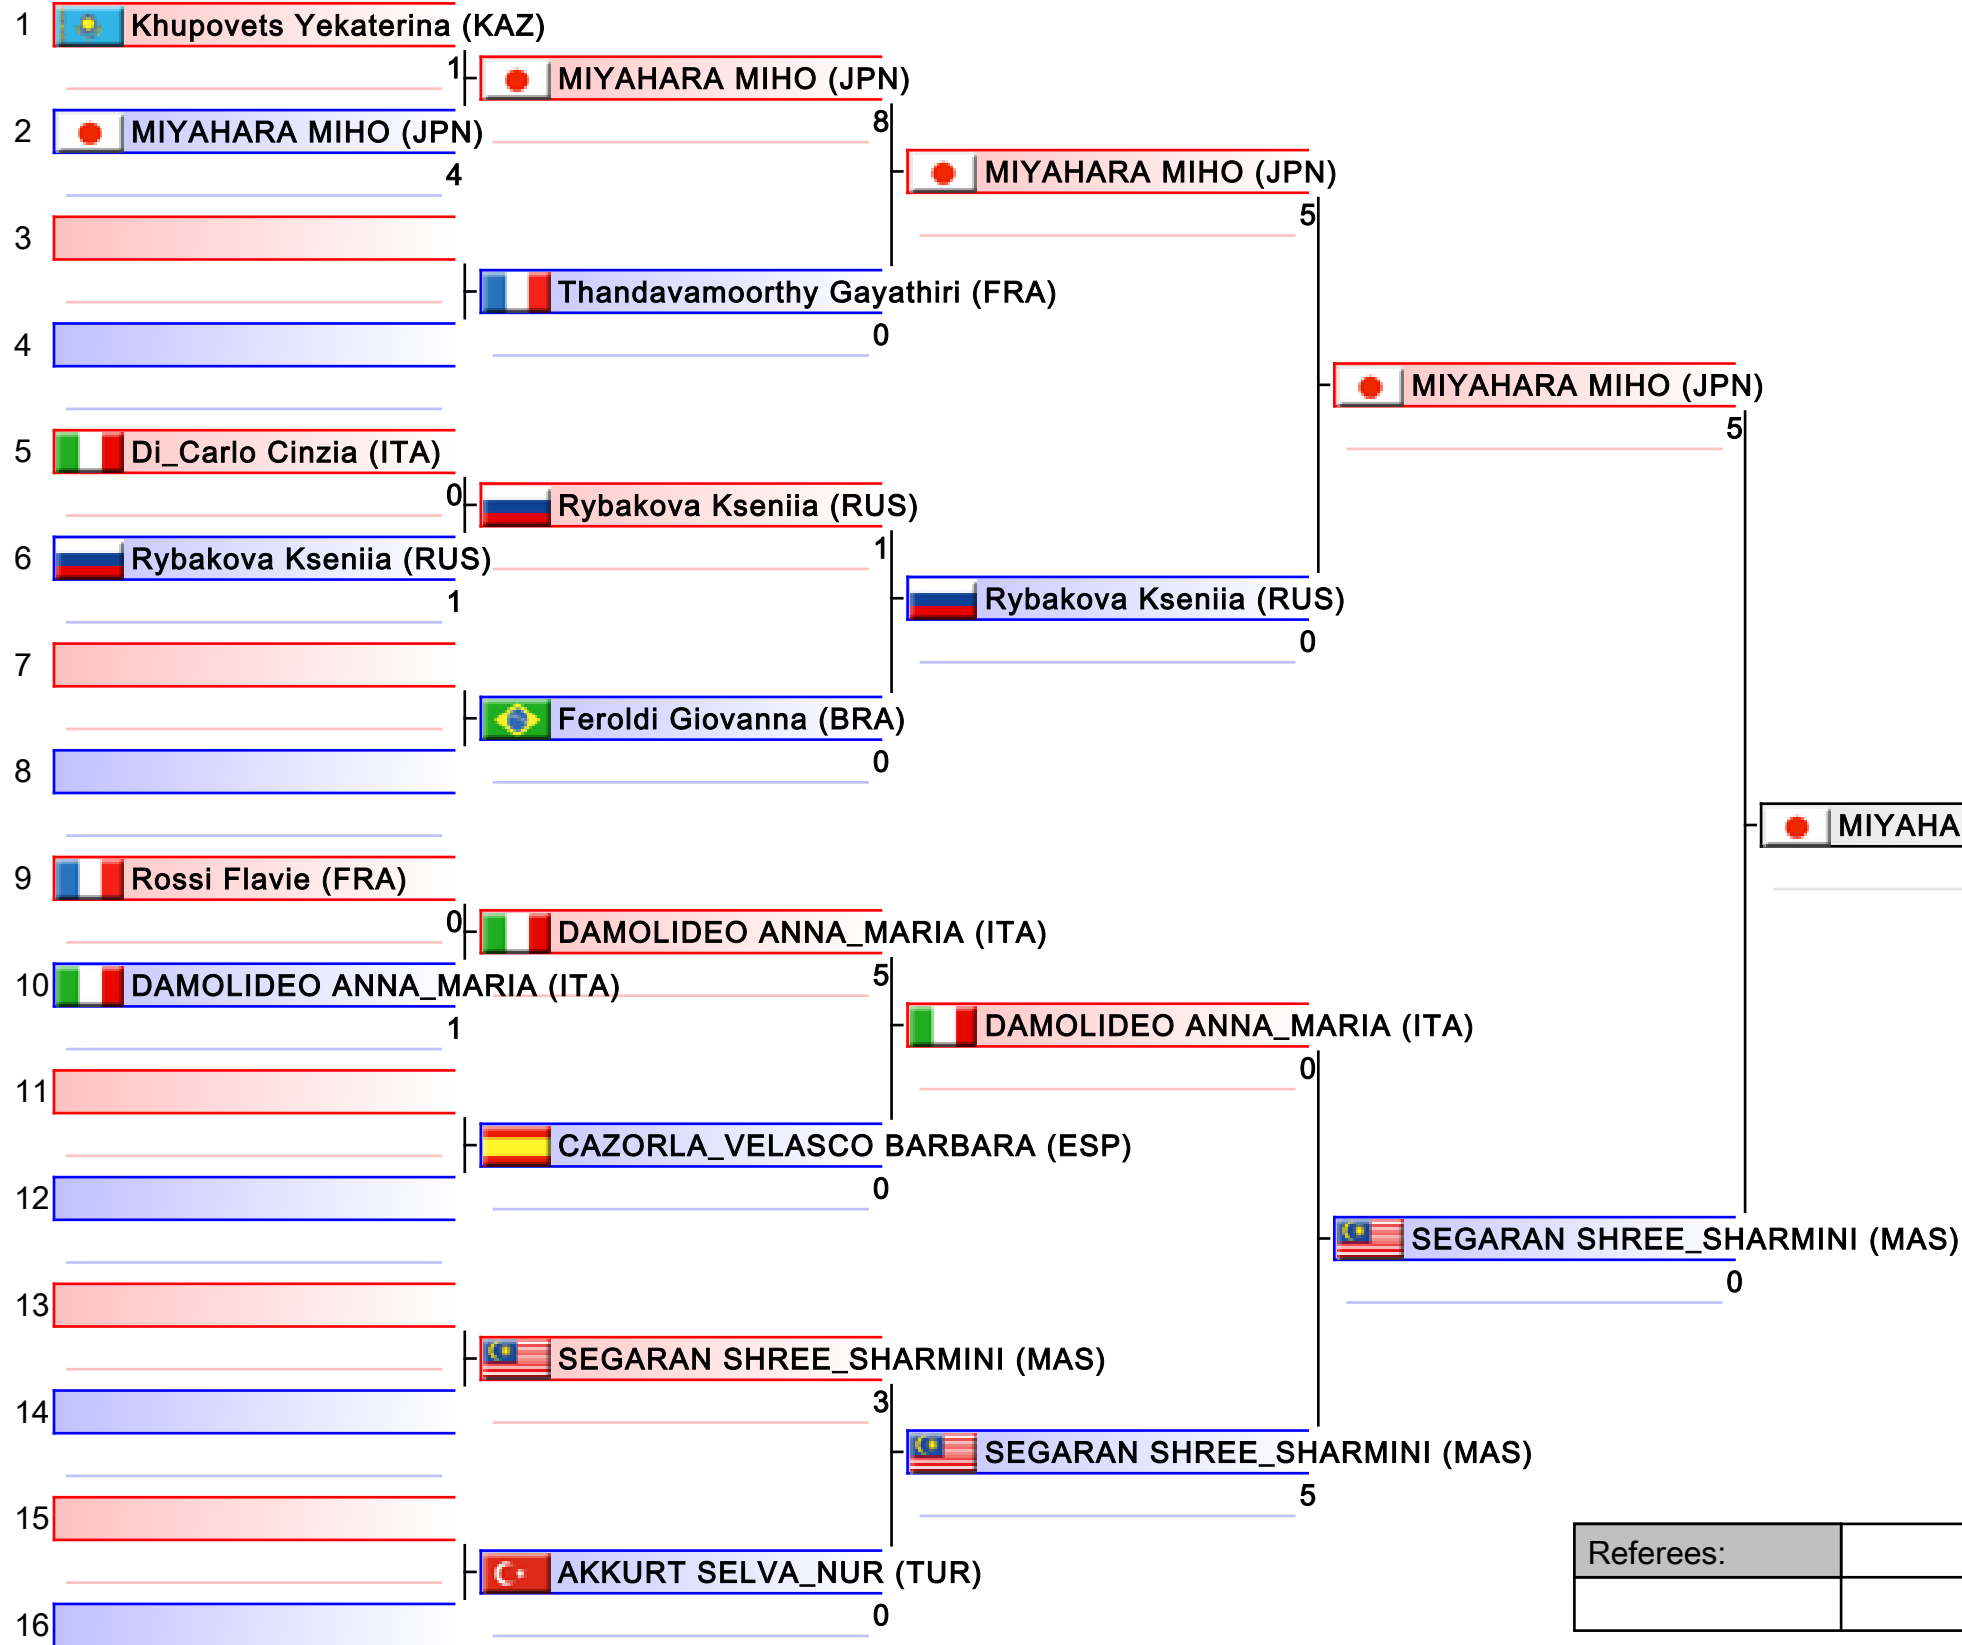 1 Khupovets Yekaterina (KAZ)
1 MIYAHARA MIHO (JPN)
2 MIYAHARA MIHO (JPN)
8
4
MIYAHARA MIHO (JPN)
5
3
Thandavamoorthy Gayathiri (FRA)
0
4
MIYAHARA MIHO (JPN)
5
5 Di_Carlo Cinzia (ITA)
0 Rybakova Kseniia (RUS)
6 Rybakova Kseniia (RUS)
1
1
Rybakova Kseniia (RUS)
0
7
Feroldi Giovanna (BRA)
0
8
MIYAHA
9 Rossi Flavie (FRA)
0 DAMOLIDEO ANNA_MARIA (ITA)
10 DAMOLIDEO ANNA_MARIA (ITA)
5
1
DAMOLIDEO ANNA_MARIA (ITA)
0
11
CAZORLA_VELASCO BARBARA (ESP)
0
12
SEGARAN SHREE_SHARMINI (MAS)
0
13
SEGARAN SHREE_SHARMINI (MAS)
3
14
SEGARAN SHREE_SHARMINI (MAS)
5
15
Referees:
AKKURT SELVA_NUR (TUR)
0
16